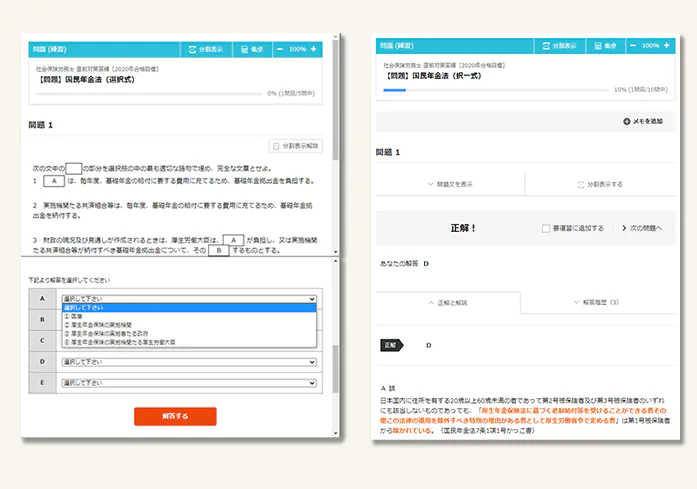 問題 (練習)
分割表示
電卓
− 100% +
社会保険労務士 直前対策答練【2020年合格目標】
【問題】国民年金法（選択式）
0% (1問目/5問中)
問題 1
分割表示解除
次の文中の の部分を選択肢の中の最も適切な語句で埋め、完全な文章とせよ。
1 A は、毎年度、基礎年金の給付に要する費用に充てるため、基礎年金拠出金を負担する。
2 実施機関たる共済組合等は、毎年度、基礎年金の給付に要する費用に充てるため、基礎年金拠
出金を納付する。
3 財政の現況及び見通しが作成されるときは、厚生労働大臣は、 A が負担し、又は実施機関
たる共済組合等が納付すべき基礎年金拠出金について、その B するものとする。
下記より解答を選択してください
A
選択して下さい
選択して下さい
① 国庫
② 厚生年金保険の実施機関
③ 厚生年金保険の実施者たる政府
④ 厚生年金保険の実施機関たる厚生労働大臣
B
C
D
選択して下さい
E
選択して下さい
解答する
問題 (練習)
分割表示
電卓
− 100% +
社会保険労務士 直前対策答練【2020年合格目標】
【問題】国民年金法（択一式）
10% (1問目/10問中)
メモを追加
問題 1
問題文を表示
分割表示する
正解！
要復習に追加する
次の問題へ
あなたの解答 D
正解と解説
解答履歴（3）
正解
D
A 誤
日本国内に住所を有する20歳以上60歳未満の者であって第2号被保険者及び第3号被保険者のいずれ
にも該当しないものであっても、「厚生年金保険法に基づく老齢給付等を受けることができる者その
他この法律の適用を除外すべき特別の理由がある者として厚生労働省令で定める者」は第1号被保険者
から除かれている。（国民年金法7条1項1号かっこ書）